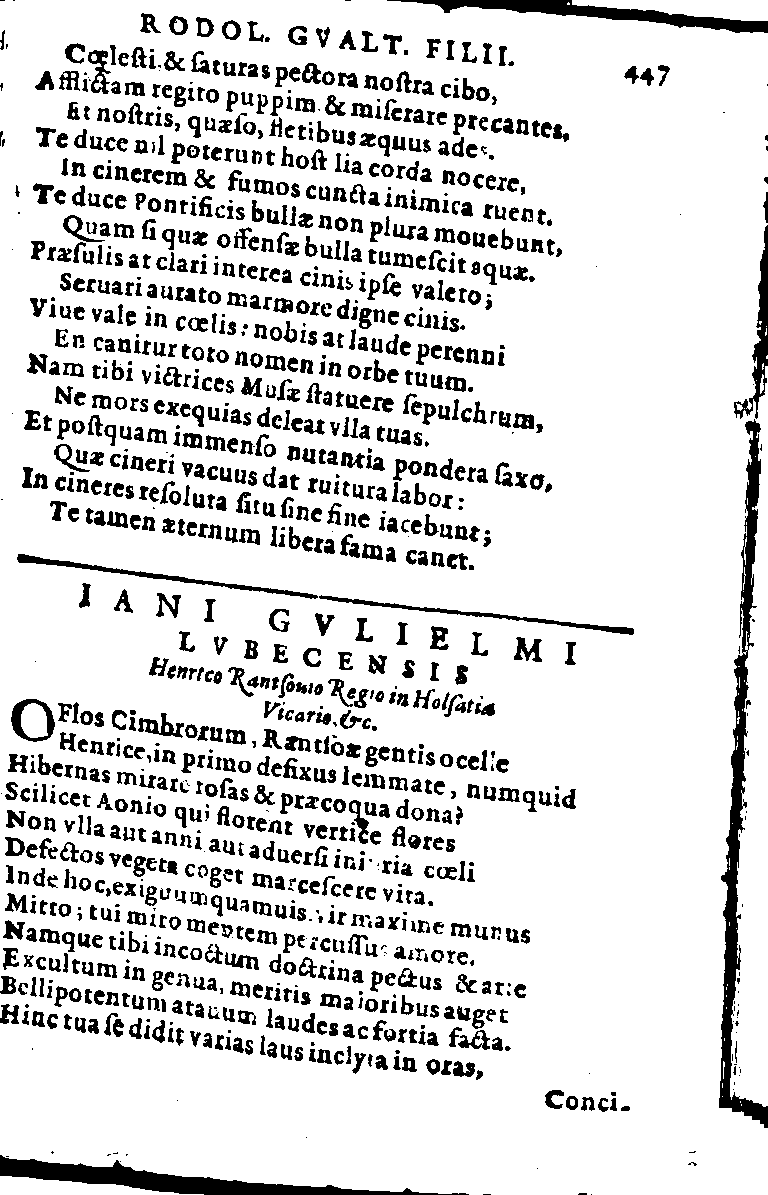 RODOL. GVALT. FILII. 447
Cœlesti & ſaturas pectora noſtra cibo,
Afflictam regito puppim & miſerare precantes,
Et noſtris, quæſo, fletibus æquus ades.
Te duce nil poterunt hoſtilia corda nocere,
In cinerem & fumos cuncta inimica ruent.
Te duce Pontificis bullæ non plura mouebunt,
Quam ſi quæ offenſæ bulla tumeſcit aquæ.
Præſulis at clari interea cinis ipſe valeto;
Seruari aurato marmore digne cinis.
Viue vale in cœlis: nobis at laude perenni
En canitur toto nomen in orbe tuum.
Nam tibi victrices Muſæ ſtatuere ſepulchrum,
Ne mors exequias deleat vlla tuas.
Et poſtquam immenſo nutantia pondera ſaxo,
Quæ cineri vacuus dat ruitura labor:
In cineres reſoluta ſitu ſine fine iacebunt;
Te tamen æternum libera fama canet.
IANI GVLIELMI
LVBECENSIS
Henrico Rantſouio Regio in Holſatia
Vicario, &c.
O Flos Cimbrorum, Rantſoæ gentis ocelle
Henrice, in primo defixus lemmate, numquid
Hibernas mirare roſas & præcoqua dona?
Scilicet Aonio qui florent vertice flores
Non vlla aut anni aut aduerſi iniuria cœli
Defectos vegeta coget marceſcere vita.
Inde hoc, exiguum quamuis, vir maxime munus
Mitto; tui miro mentem percuſſus amore.
Namque tibi incoctum doctrina pectus & arte
Excultum in genua, meritis maioribus auget
Bellipotentum atauum laudes ac fortia facta.
Hinc tua ſe didit varias laus inclyta in oras,
Conci-